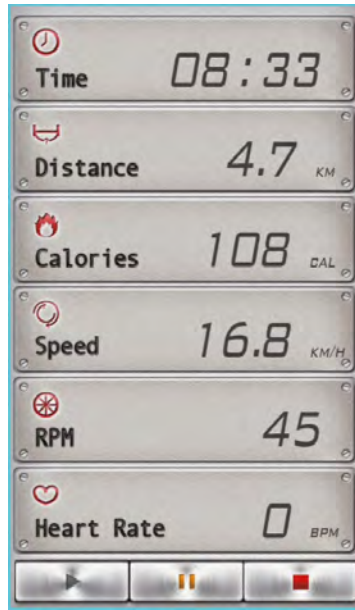 Time 08:33
Distance 4.7 KM
Calories 108 CAL
Speed 16.8 KM/H
RPM 45
Heart Rate 0 BPM